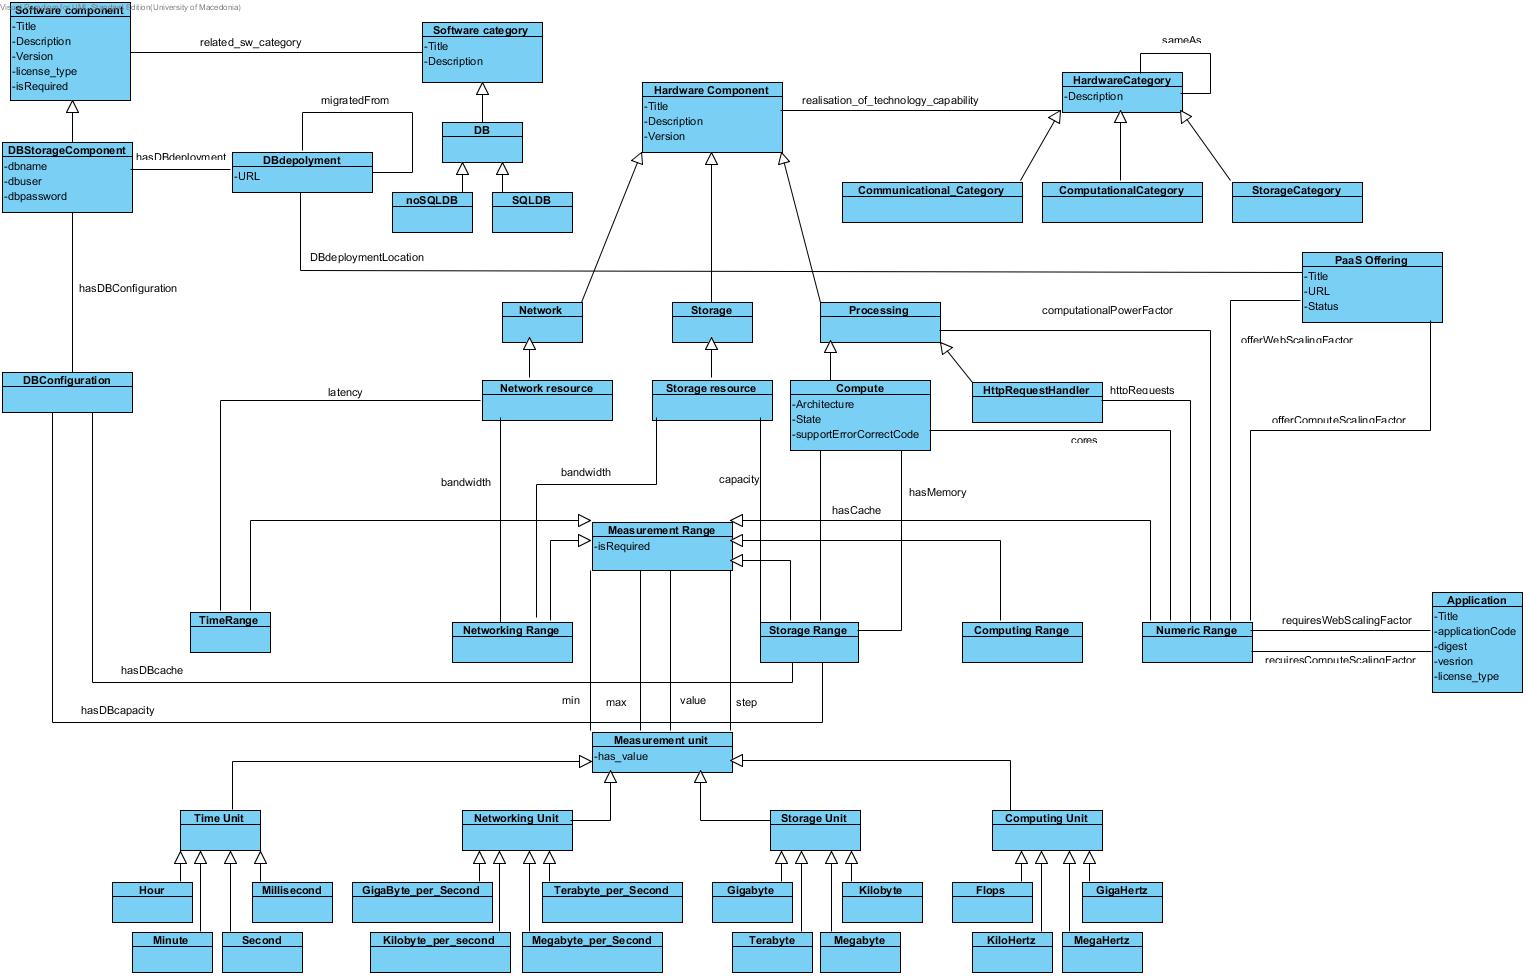 Software component
-Title
-Description
-Version
-license_type
-isRequired
related_sw_category
Software category
-Title
-Description
sameAs
HardwareCategory
-Description
Hardware Component
-Title
-Description
-Version
realisation_of_technology_capability
migratedFrom
DB
DBStorageComponent
-dbname
-dbuser
-dbpassword
hasDBdeployment
DBdepolyment
-URL
noSQLDB
SQLDB
Communicational_Category
ComputationalCategory
StorageCategory
DBdeploymentLocation
PaaS Offering
-Title
-URL
-Status
hasDBConfiguration
Network
Storage
Processing
computationalPowerFactor
offerWebScalingFactor
DBConfiguration
latency
Network resource
Storage resource
Compute
-Architecture
-State
-supportErrorCorrectCode
HttpRequestHandler
httpRequests
offerComputeScalingFactor
cores
bandwidth
bandwidth
capacity
hasMemory
hasCache
Measurement Range
-isRequired
TimeRange
Networking Range
Storage Range
Computing Range
Numeric Range
requiresWebScalingFactor
requiresComputeScalingFactor
Application
-Title
-applicationCode
-digest
-vesrion
-license_type
hasDBcache
hasDBcapacity
min
max
value
step
Measurement unit
-has_value
Time Unit
Networking Unit
Storage Unit
Computing Unit
Hour
Millisecond
GigaByte_per_Second
Terabyte_per_Second
Gigabyte
Kilobyte
Flops
GigaHertz
Minute
Second
Kilobyte_per_second
Megabyte_per_Second
Terabyte
Megabyte
KiloHertz
MegaHertz